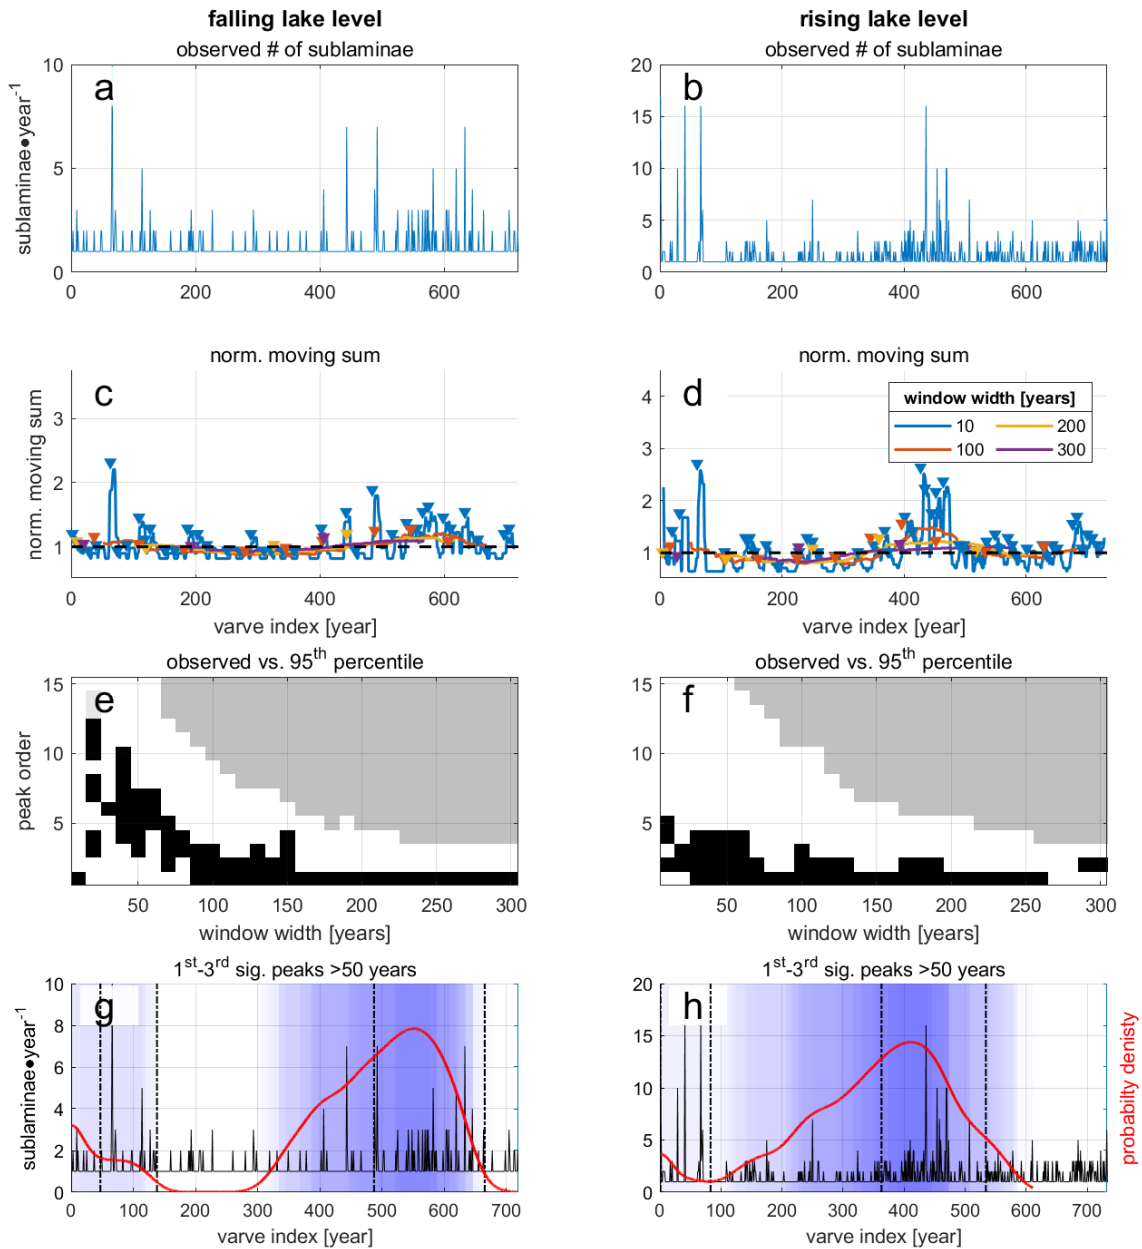 falling lake level
rising lake level
observed # of sublaminae
observed # of sublaminae
a
b
sublaminae●year-1
10
5
0
0 200 400 600
20
15
10
5
0
0 200 400 600
norm. moving sum
norm. moving sum
c
d
norm. moving sum
3
2
1
0 200 400 600
varve index [year]
4
3
2
1
0 200 400 600
varve index [year]
window width [years]
10 200
100 300
observed vs. 95th percentile
observed vs. 95th percentile
e
f
peak order
15
10
5
50 100 150 200 250 300
window width [years]
15
10
5
50 100 150 200 250 300
window width [years]
1st-3rd sig. peaks >50 years
1st-3rd sig. peaks >50 years
g
h
sublaminae●year-1
10
8
6
4
2
0
0 100 200 300 400 500 600 700
varve index [year]
20
15
10
5
0
0 100 200 300 400 500 600 700
varve index [year]
probabilty denisty